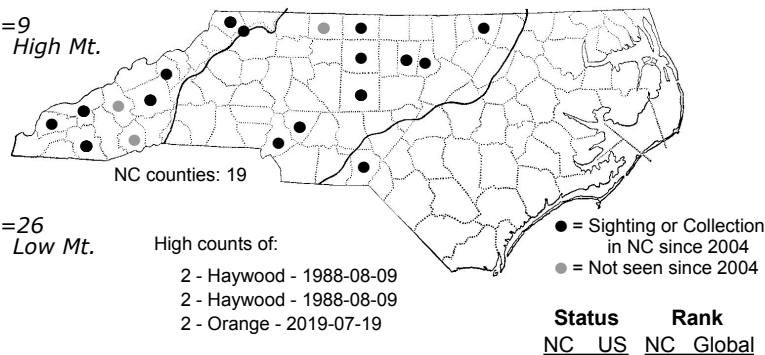 =9
High Mt.
NC counties: 19
=26
Low Mt.
High counts of:
2 - Haywood - 1988-08-09
2 - Haywood - 1988-08-09
2 - Orange - 2019-07-19
● = Sighting or Collection
in NC since 2004
● = Not seen since 2004
Status Rank
NC US NC Global